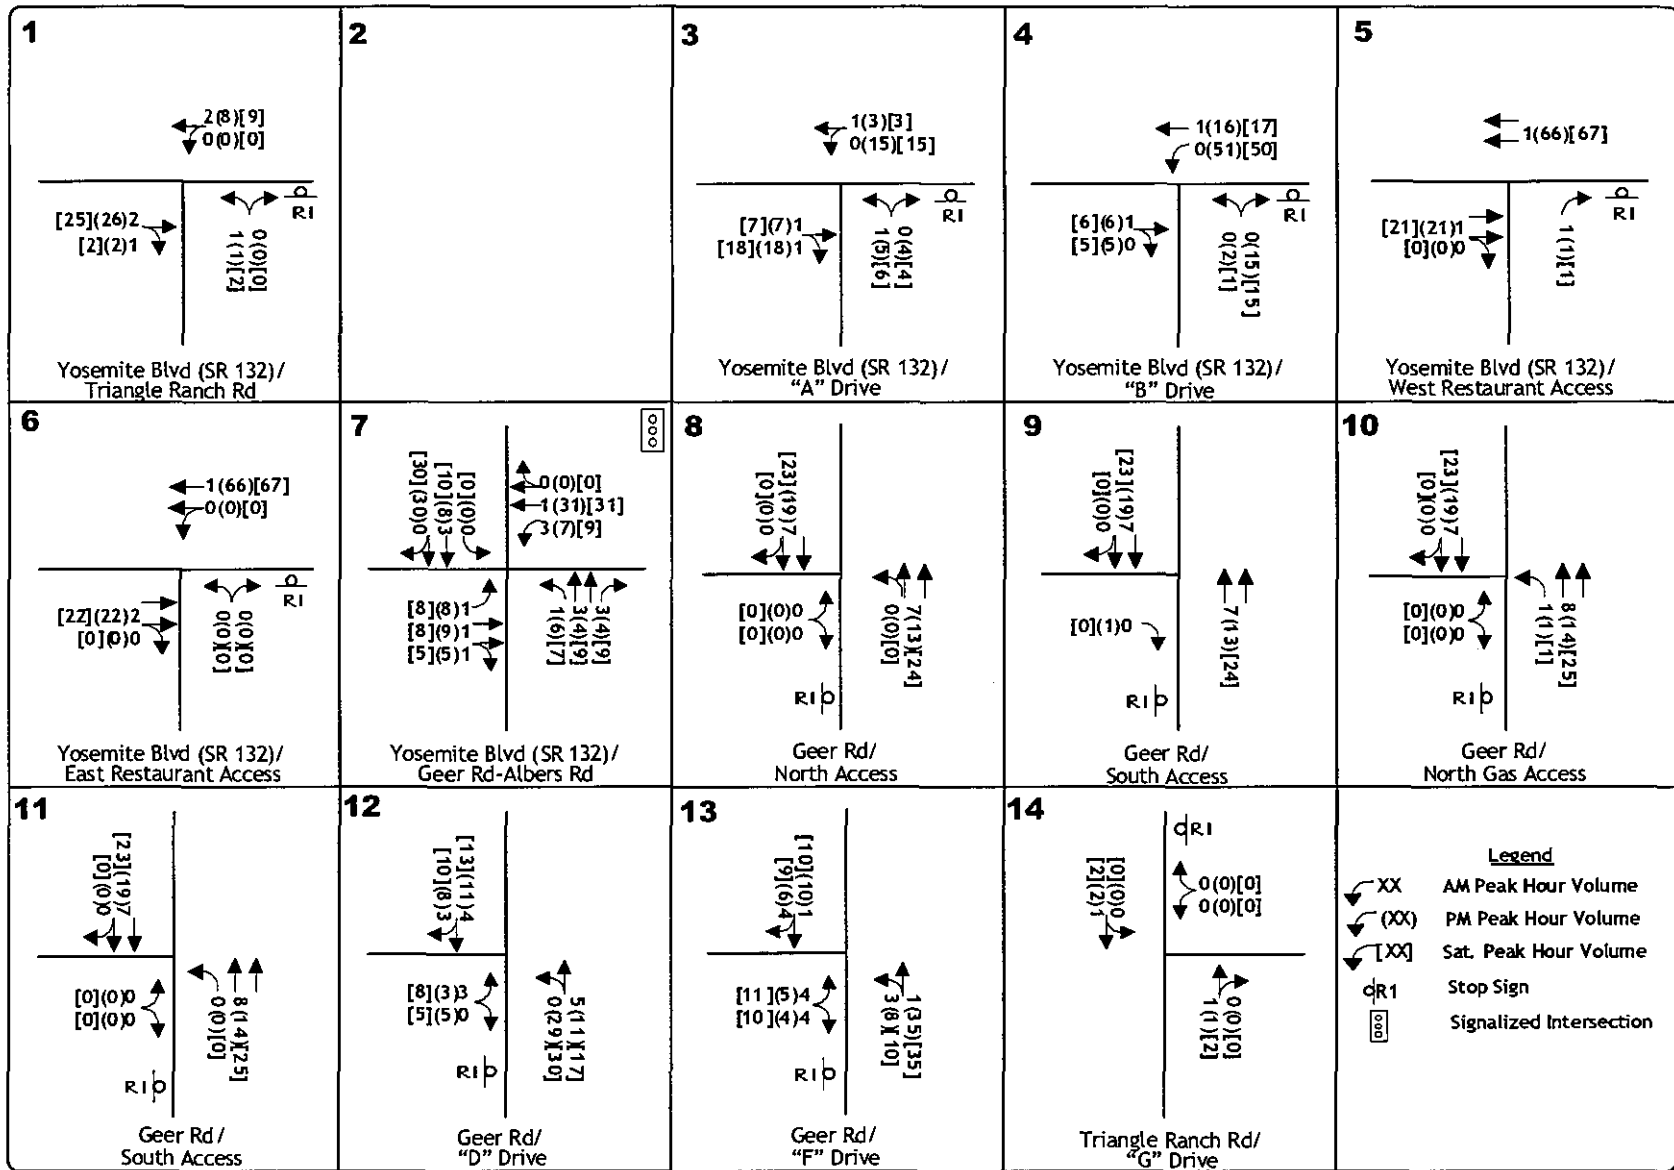 1
2(8)[9]
0(0)[0]
[25](26)2
[2](2)1
0(0)[0]
1(1)[2]
R1
Yosemite Blvd (SR 132)/
Triangle Ranch Rd
2
3
1(3)[3]
0(15)[15]
[7](7)1
[18](18)1
0(4)[4]
1(5)[6]
R1
Yosemite Blvd (SR 132)/
"A" Drive
4
1(16)[17]
0(51)[50]
[6](6)1
[5](5)0
0(15)[15]
0(2)[1]
R1
Yosemite Blvd (SR 132)/
"B" Drive
5
1(66)[67]
[21](21)1
[0](0)0
1(1)[1]
R1
Yosemite Blvd (SR 132)/
West Restaurant Access
6
1(66)[67]
0(0)[0]
[22](22)2
[0](0)0
0(0)[0]
0(0)[0]
R1
Yosemite Blvd (SR 132)/
East Restaurant Access
7
[0](0)0
[10](8)3
[30](30)0
0(0)[0]
1(31)[31]
3(7)[9]
[8](8)1
[8](9)1
[5](5)1
3(4)[9]
3(4)[9]
1(6)[7]
Yosemite Blvd (SR 132)/
Geer Rd-Albers Rd
8
[23](19)7
[0](0)0
[0](0)0
[0](0)0
7(13)[24]
0(0)[0]
R1
Geer Rd/
North Access
9
[23](19)7
[0](0)0
[0](1)0
7(13)[24]
R1
Geer Rd/
South Access
10
[23](19)7
[0](0)0
[0](0)0
[0](0)0
8(14)[25]
1(1)[1]
R1
Geer Rd/
North Gas Access
11
[23](19)7
[0](0)0
[0](0)0
[0](0)0
8(14)[25]
0(0)[0]
R1
Geer Rd/
South Access
12
[13](11)4
[10](8)3
[8](3)3
[5](5)0
5(11)[17]
0(29)[30]
R1
Geer Rd/
"D" Drive
13
[10](10)1
[9](6)4
[11](5)4
[10](4)4
1(35)[35]
3(8)[10]
R1
Geer Rd/
"F" Drive
14
R1
[0](0)0
[2](2)1
0(0)[0]
0(0)[0]
0(0)[0]
1(1)[2]
Triangle Ranch Rd/
"G" Drive
Legend
XX AM Peak Hour Volume
(XX) PM Peak Hour Volume
[XX] Sat. Peak Hour Volume
R1 Stop Sign
Signalized Intersection